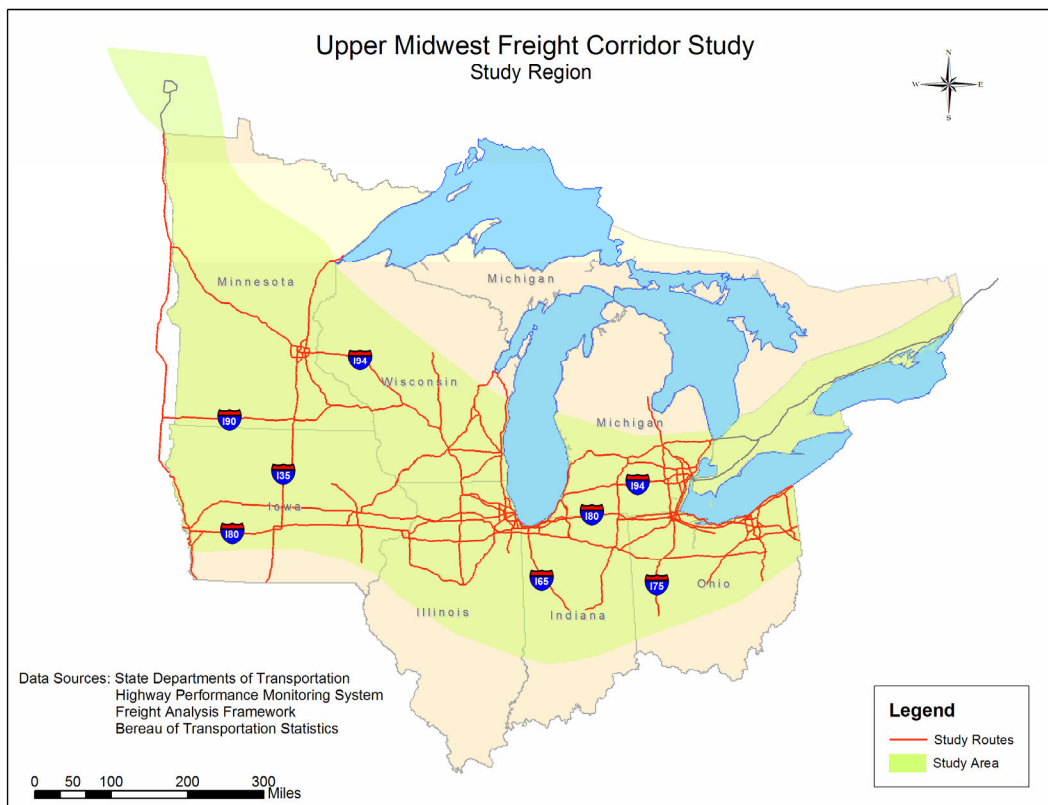 Upper Midwest Freight Corridor Study
Study Region
N
W E
S
Minnesota
Michigan
I94
Wisconsin
I90
Michigan
I35
I94
Iowa
I80
I80
I65
I75
Ohio
Illinois
Indiana
Data Sources: State Departments of Transportation
Highway Performance Monitoring System
Freight Analysis Framework
Bereau of Transportation Statistics
Legend
Study Routes
Study Area
0 50 100 200 300
Miles